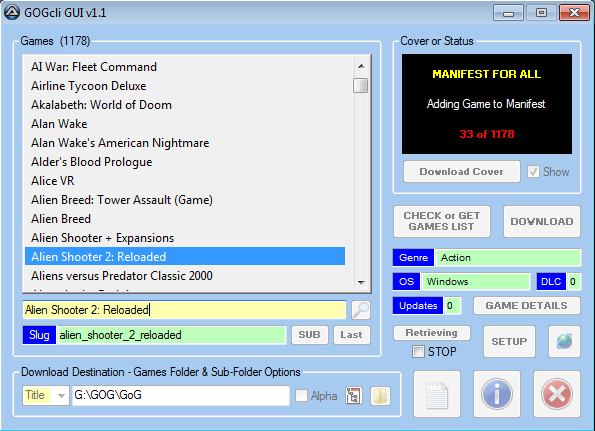 GOGcli GUI v1.1
Games (1178)
AI War: Fleet Command
Airline Tycoon Deluxe
Akalabeth: World of Doom
Alan Wake
Alan Wake's American Nightmare
Alder's Blood Prologue
Alice VR
Alien Breed: Tower Assault (Game)
Alien Breed
Alien Shooter + Expansions
Alien Shooter 2: Reloaded
Aliens versus Predator Classic 2000
Alien Shooter 2: Reloaded
Slug alien_shooter_2_reloaded SUB Last
Download Destination - Games Folder & Sub-Folder Options
Title G:\GOG\GoG Alpha
Cover or Status
MANIFEST FOR ALL
Adding Game to Manifest
33 of 1178
Download Cover Show
CHECK or GET
GAMES LIST
DOWNLOAD
Genre Action
OS Windows DLC 0
Updates 0 GAME DETAILS
Retrieving
STOP
SETUP